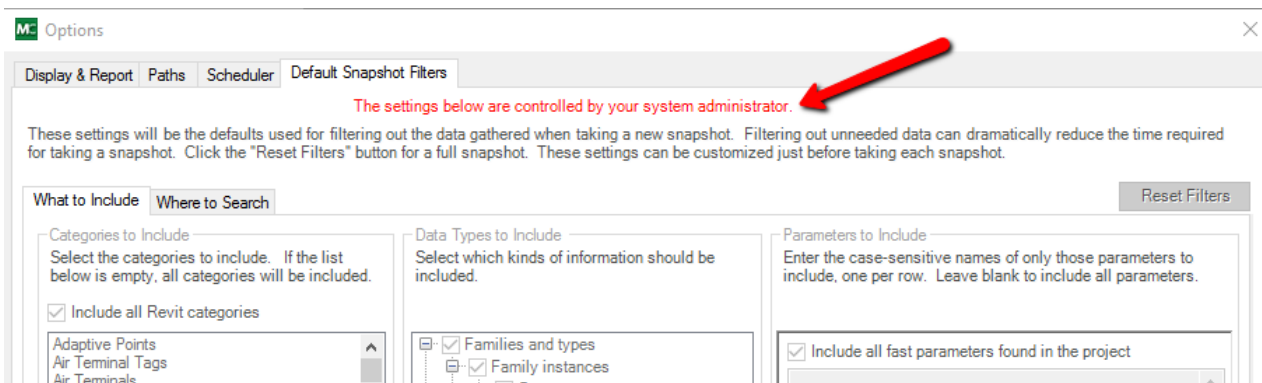 MC Options
Display & Report Paths Scheduler Default Snapshot Filters
The settings below are controlled by your system administrator.
These settings will be the defaults used for filtering out the data gathered when taking a new snapshot. Filtering out unneeded data can dramatically reduce the time required
for taking a snapshot. Click the "Reset Filters" button for a full snapshot. These settings can be customized just before taking each snapshot.
What to Include Where to Search
Reset Filters
Categories to Include
Select the categories to include. If the list
below is empty, all categories will be included.
Include all Revit categories
Adaptive Points
Air Terminal Tags
Air Terminals
Data Types to Include
Select which kinds of information should be
included.
Families and types
Family instances
Parameters to Include
Enter the case-sensitive names of only those parameters to
include, one per row. Leave blank to include all parameters.
Include all fast parameters found in the project